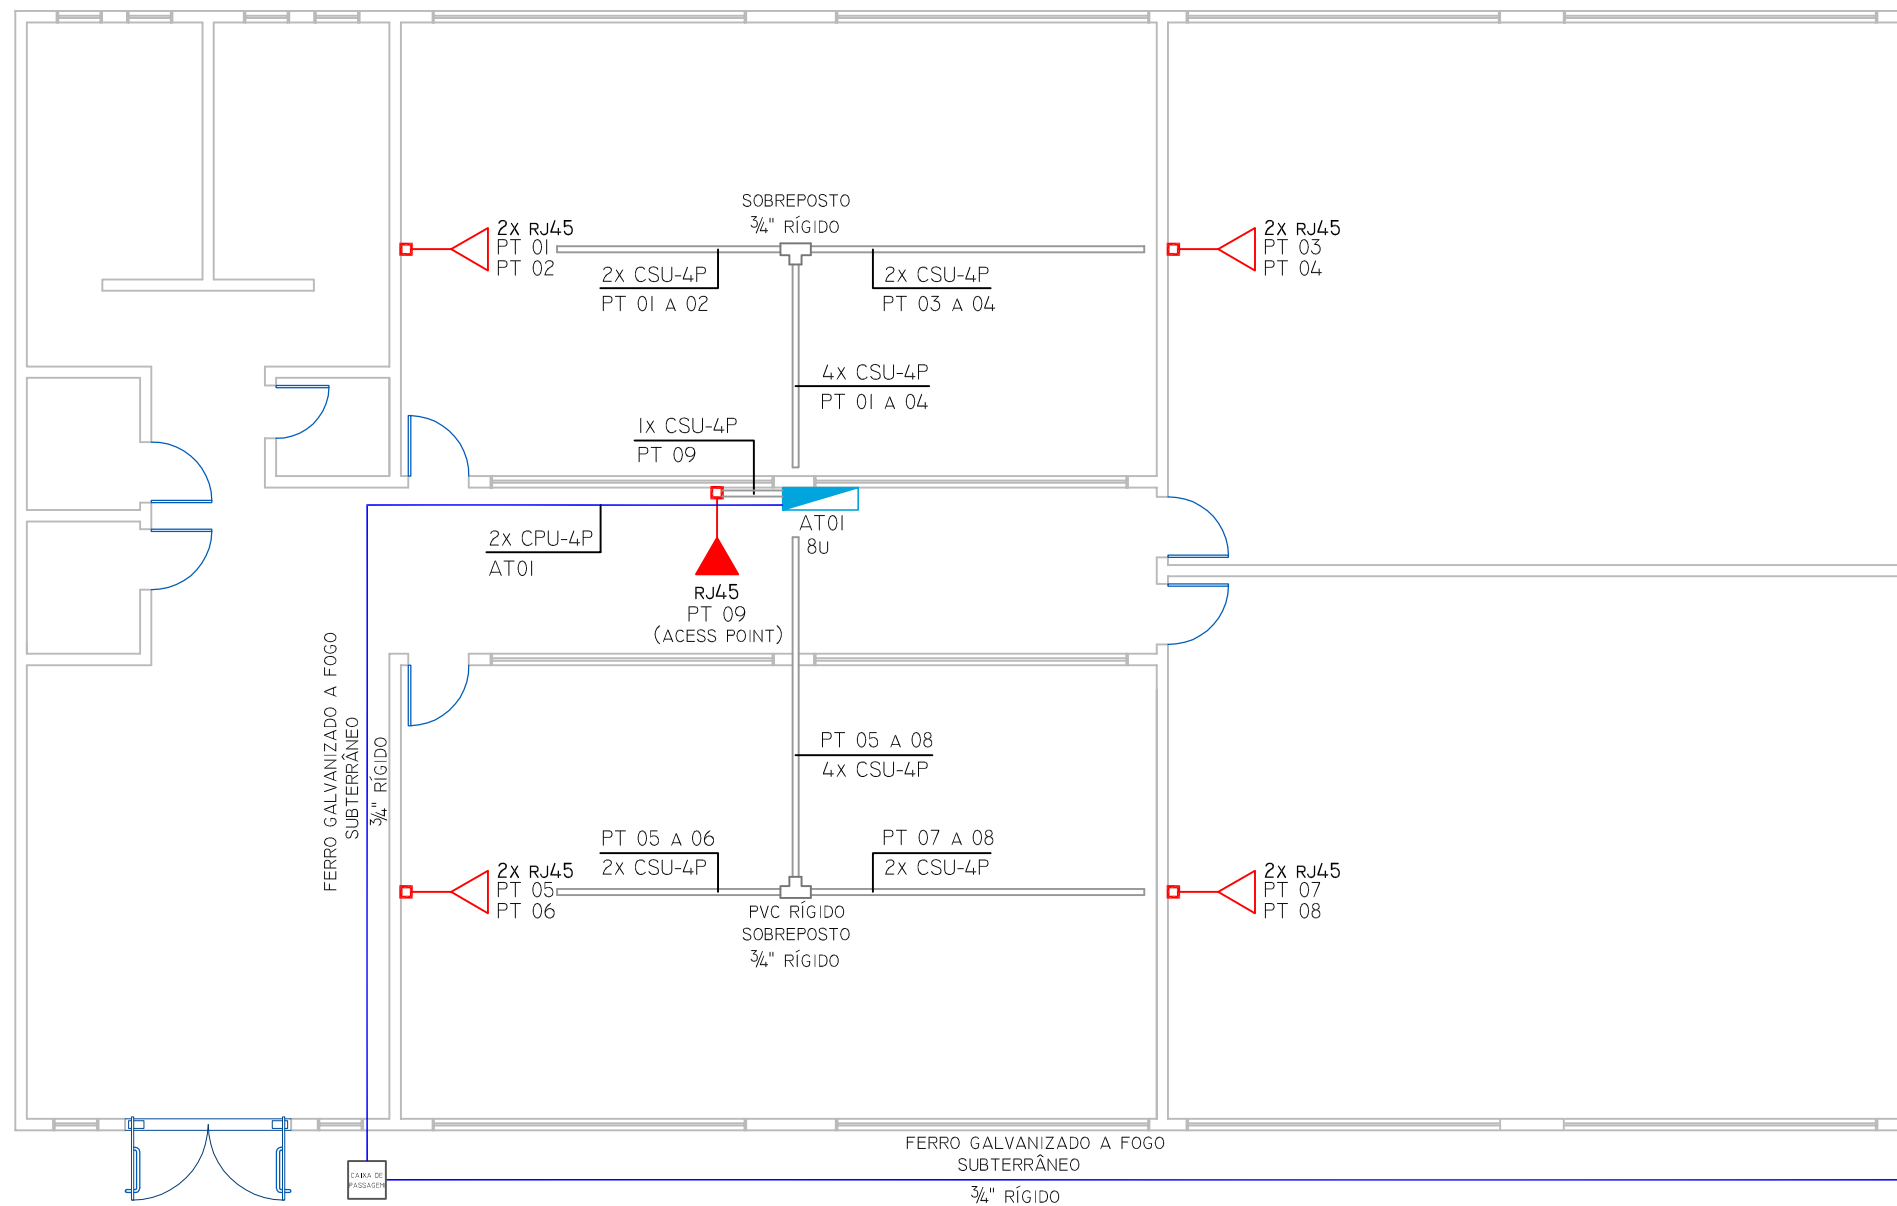 SOBREPOSTO
¾" RÍGIDO
2x RJ45
PT 01
PT 02
2x CSU-4P
PT 01 A 02
2x CSU-4P
PT 03 A 04
2x RJ45
PT 03
PT 04
4x CSU-4P
PT 01 A 04
1x CSU-4P
PT 09
AT01
8U
2x CPU-4P
AT01
RJ45
PT 09
(ACESS POINT)
FERRO GALVANIZADO A FOGO
SUBTERRÂNEO
¾" RÍGIDO
PT 05 A 08
4x CSU-4P
PT 05 A 06
2x CSU-4P
PT 07 A 08
2x CSU-4P
2x RJ45
PT 05
PT 06
PVC RÍGIDO
SOBREPOSTO
¾" RÍGIDO
2x RJ45
PT 07
PT 08
CAIXA DE
PASSAGEM
FERRO GALVANIZADO A FOGO
SUBTERRÂNEO
¾" RÍGIDO